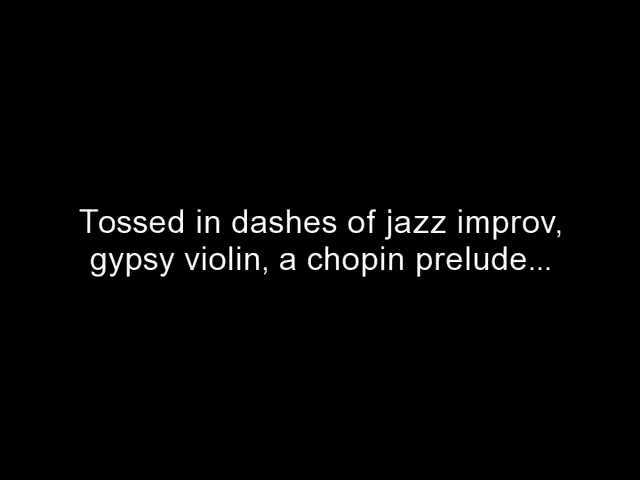 Tossed in dashes of jazz improv,
gypsy violin, a chopin prelude...